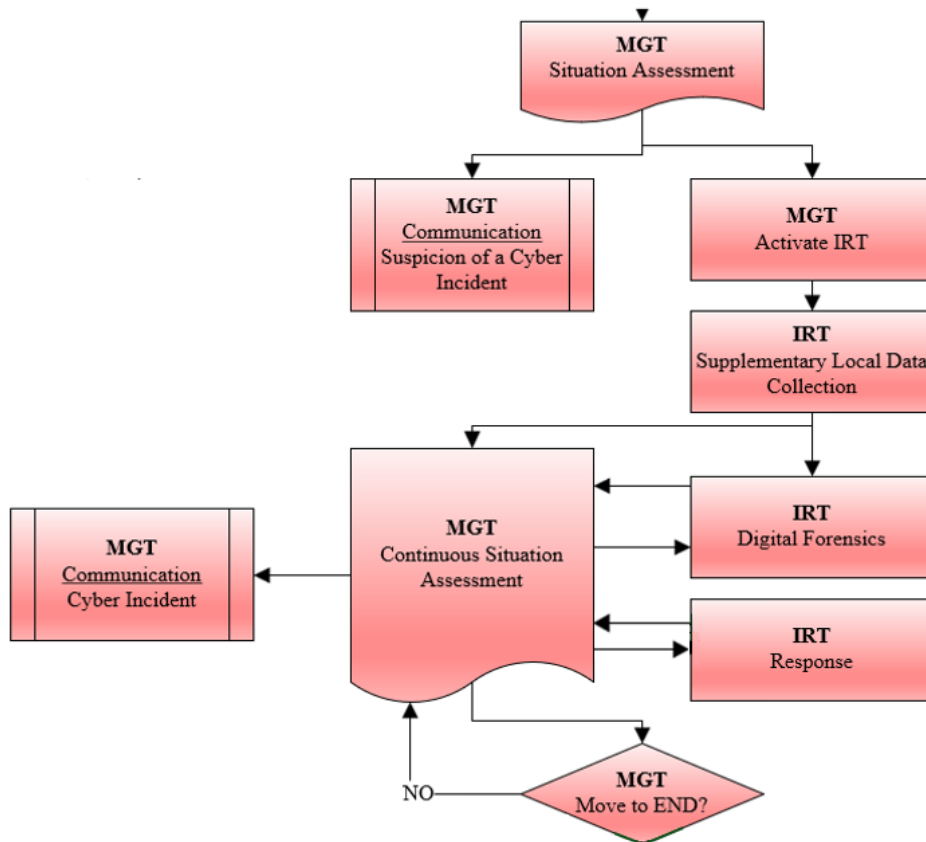 MGT
Situation Assessment
MGT
Communication
Suspicion of a Cyber
Incident
MGT
Activate IRT
IRT
Supplementary Local Data
Collection
MGT
Continuous Situation
Assessment
IRT
Digital Forensics
MGT
Communication
Cyber Incident
IRT
Response
MGT
Move to END?
NO